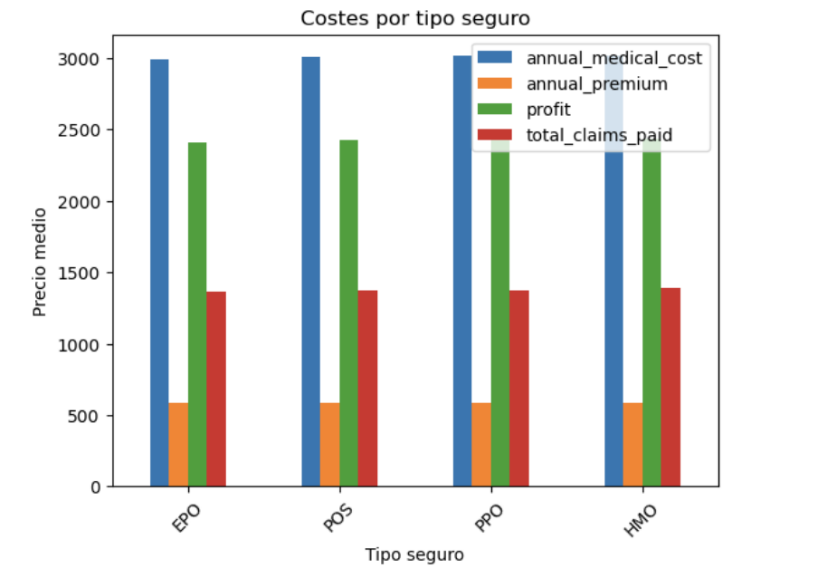 Costes por tipo seguro
annual_medical_cost
annual_premium
profit
total_claims_paid
3000
2500
2000
1500
1000
500
0
Precio medio
EPO
POS
PPO
HMO
Tipo seguro